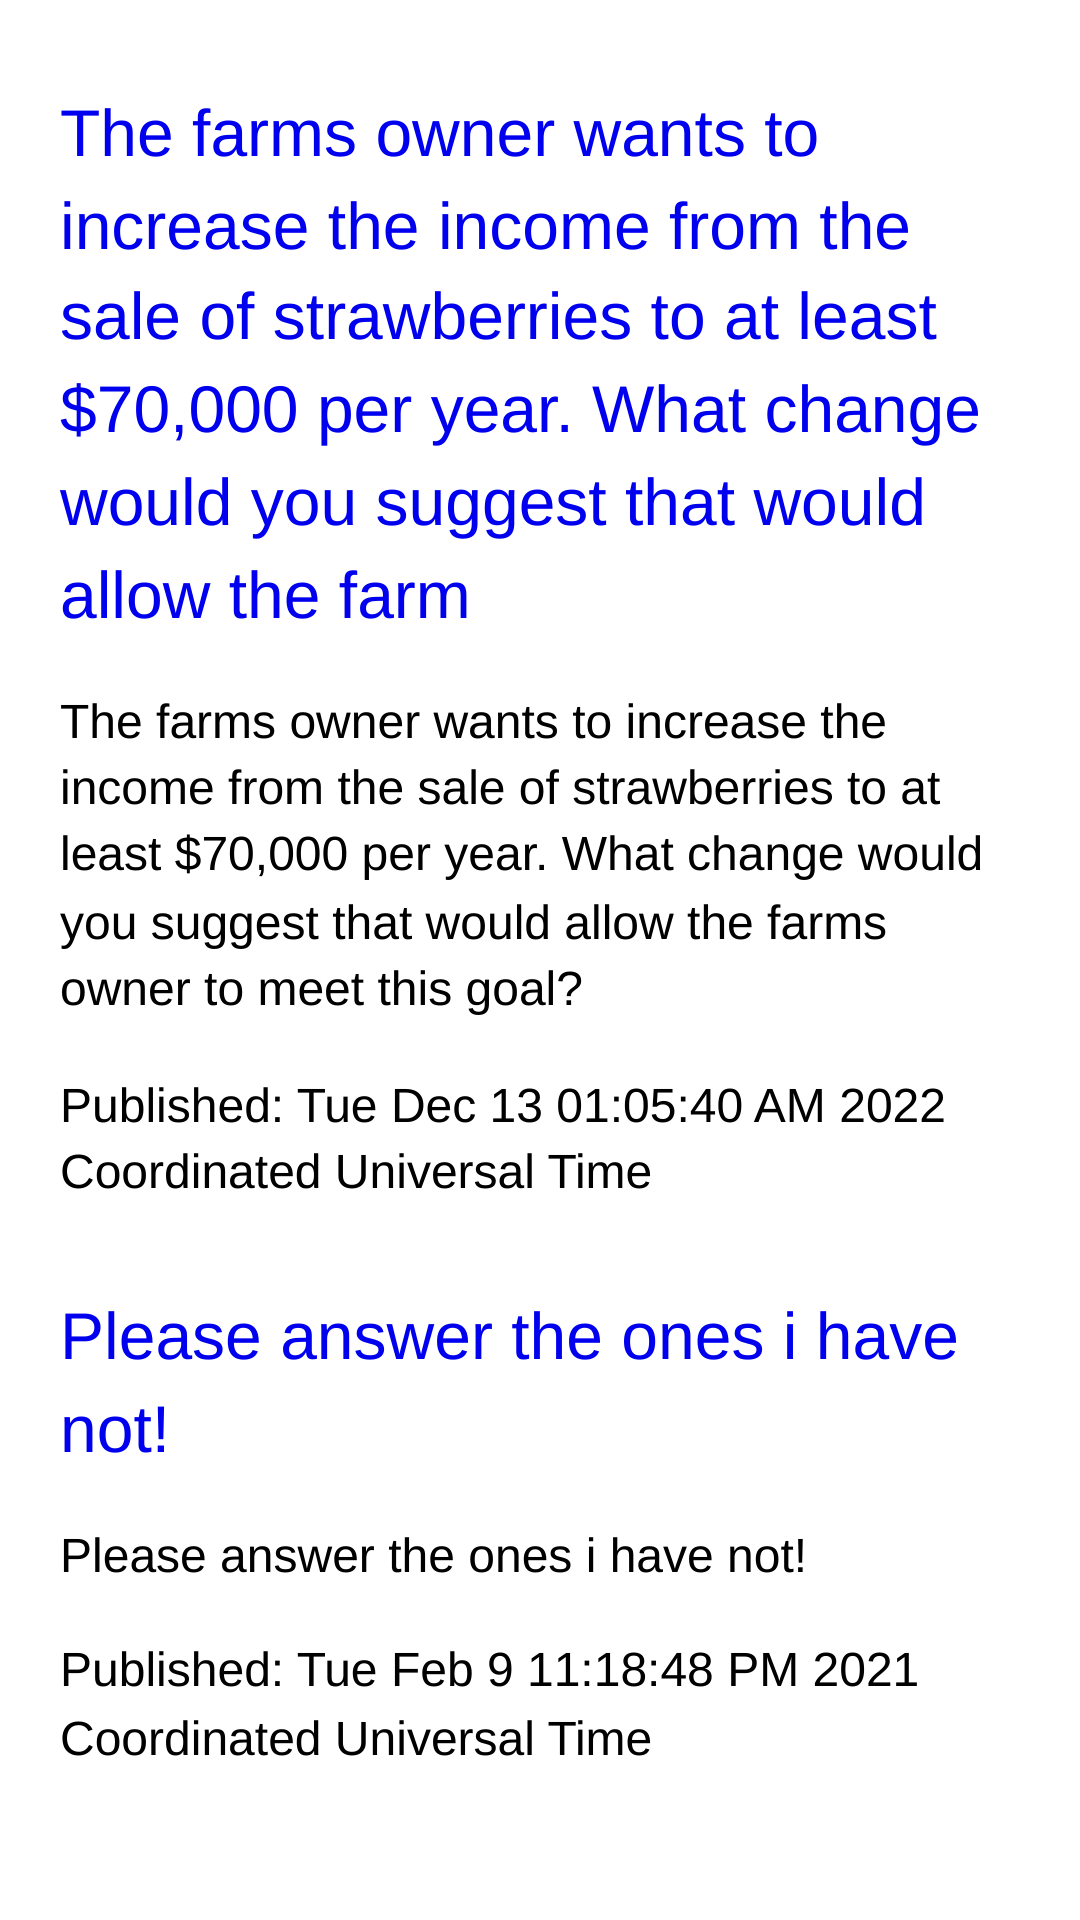 The farms owner wants to
increase the income from the
sale of strawberries to at least
$70,000 per year. What change
would you suggest that would
allow the farm
The farms owner wants to increase the
income from the sale of strawberries to at
least $70,000 per year. What change would
you suggest that would allow the farms
owner to meet this goal?
Published: Tue Dec 13 01:05:40 AM 2022
Coordinated Universal Time
Please answer the ones i have
not!
Please answer the ones i have not!
Published: Tue Feb 9 11:18:48 PM 2021
Coordinated Universal Time